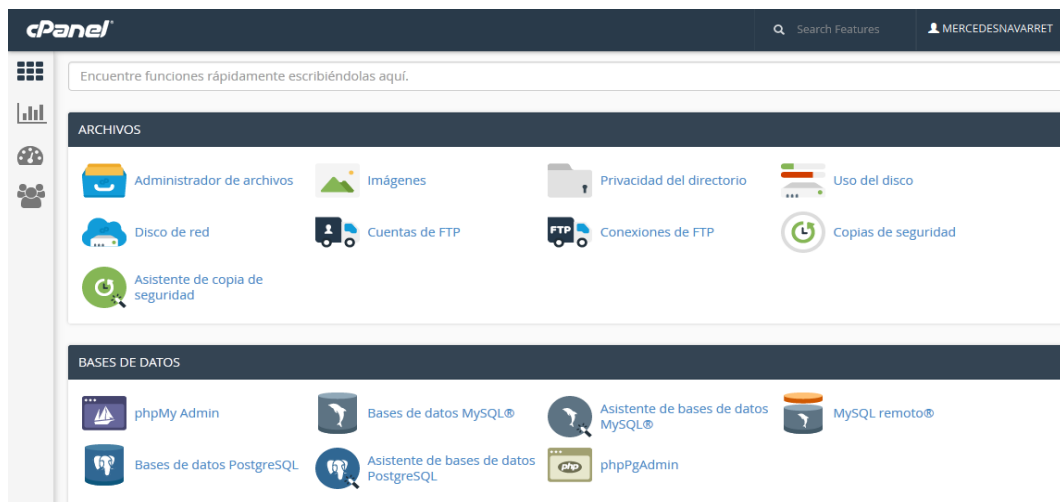 cPanel
Search Features
MERCEDESNAVARRET
Encuentre funciones rápidamente escribiéndolas aquí.
ARCHIVOS
Administrador de archivos
Imágenes
Privacidad del directorio
Uso del disco
Disco de red
Cuentas de FTP
FTP
Conexiones de FTP
Copias de seguridad
Asistente de copia de
seguridad
BASES DE DATOS
phpMy Admin
Bases de datos MySQL®
Asistente de bases de datos
MySQL®
MySQL remoto®
Bases de datos PostgreSQL
Asistente de bases de datos
PostgreSQL
php
phpPgAdmin